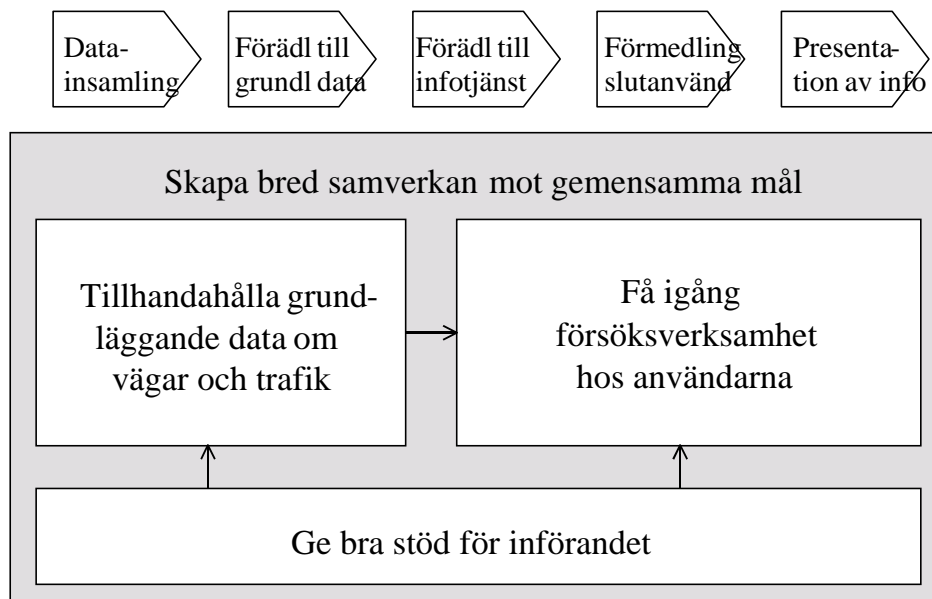 Data-
insamling
Förädl till
grundl data
Förädl till
infotjänst
Förmedling
slutanvänd
Presenta-
tion av info
Skapa bred samverkan mot gemensamma mål
Tillhandahålla grund-
läggande data om
vägar och trafik
Få igång
försöksverksamhet
hos användarna
Ge bra stöd för införandet